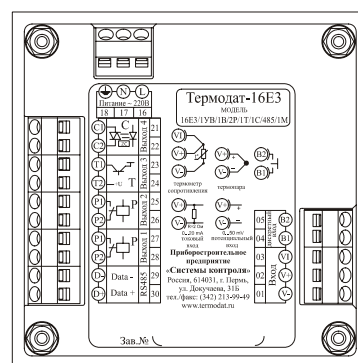 N L
Питание ~ 220В
18 17 16
Термодат-16Е3
МОДЕЛЬ
16Е3/1УВ/1В/2Р/1Т/1С/485/1М
C1
C2
C
Выход 4
21
22
T1
T2
T
Выход 3
23
24
P1
P2
P
Выход 2
25
26
P1
P2
P
Выход 1
27
28
D-
D+
Data -
Data +
RS485
29
30
V1
V+
V-
термометр
сопротивления
V+
V-
термопара
B2
B1
V+
V-
0...20 mA
токовый
вход
V+
V-
0...80 mV
потенциальный
вход
05
04
03
02
01
дискретный
вход
Вход
B2
B1
V1
V+
V-
Приборостроительное
предприятие
«Системы контроля»
Россия, 614031, г. Пермь,
ул. Докучаева, 31Б
тел./факс: (342) 213-99-49
www.termodat.ru
Зав.№